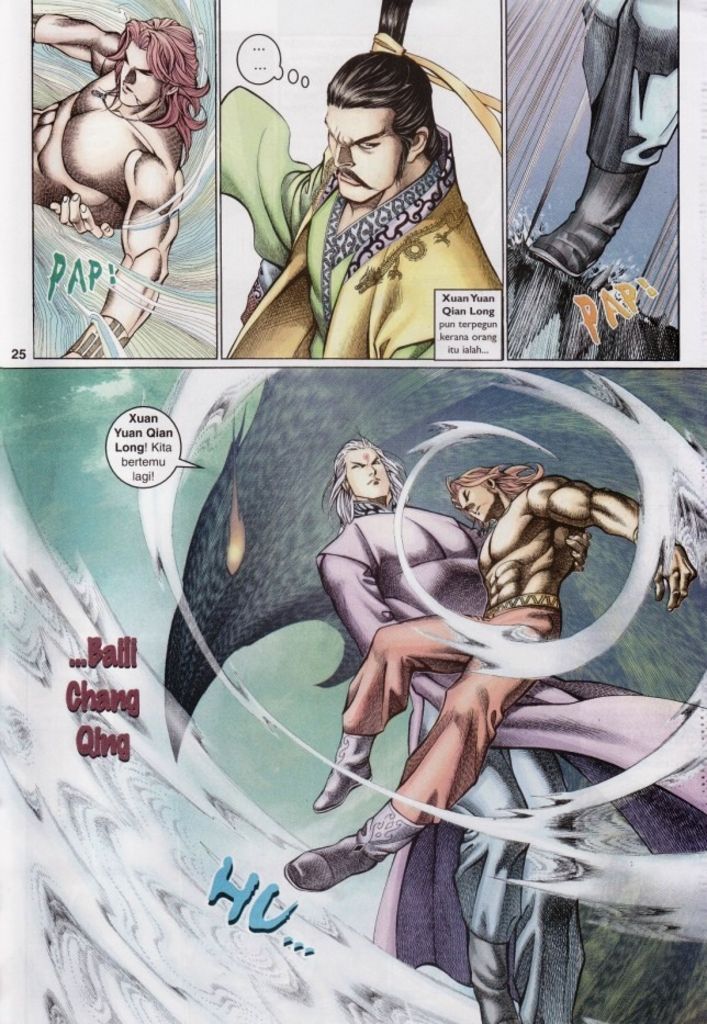 PAP!
... 
...
Xuan Yuan
Qian Long
pun terpegun
kerana orang
itu ialah...
PAP!
25
Xuan
Yuan Qian
Long! Kita
bertemu
lagi!
...Baili
Chang
Qing
HU...